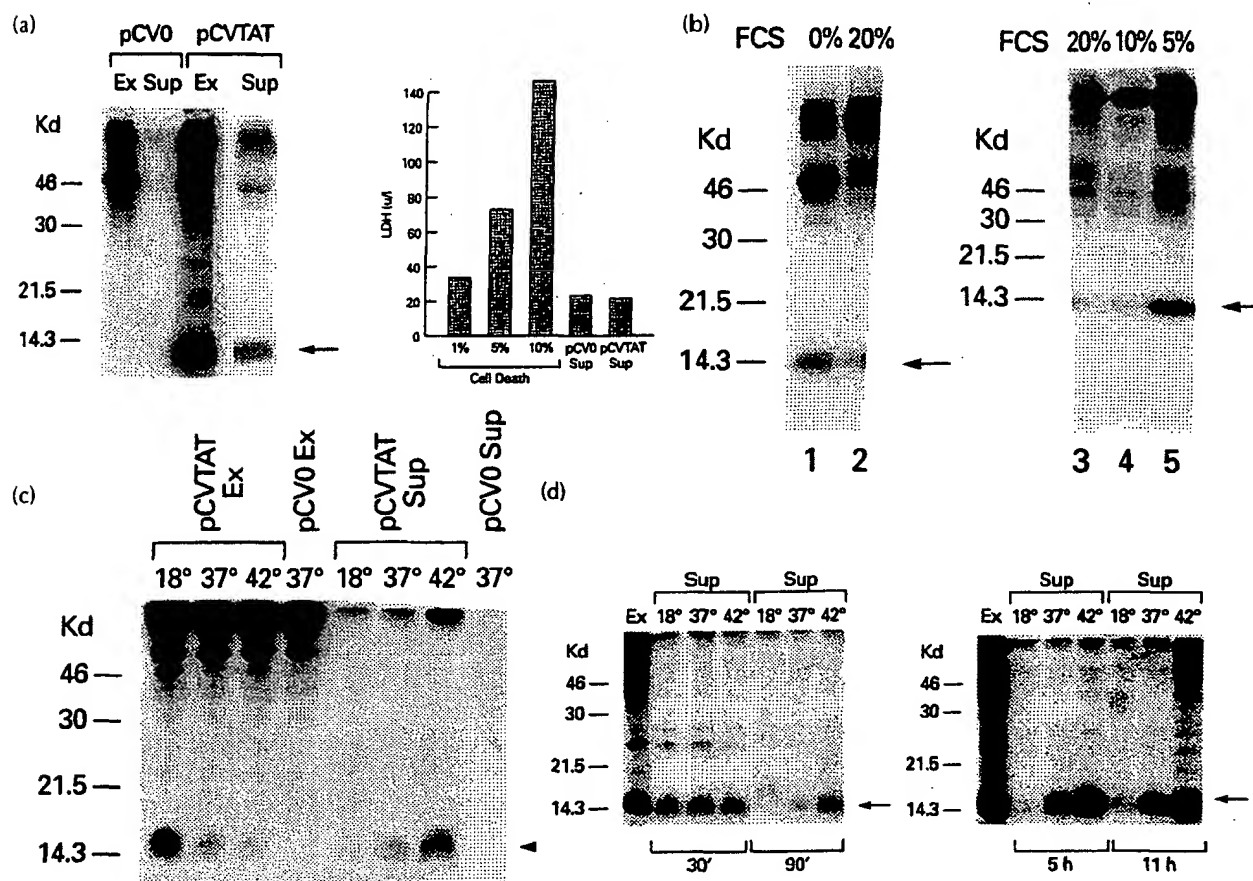 (a)
pCV0 pCVTAT
Ex Sup Ex Sup
Kd
46
30
21.5
14.3
140
120
100
80
60
40
20
0
LDH (u/l)
1% 5% 10% pCV0 Sup pCVTAT Sup
Cell Death
(b)
FCS 0% 20%
Kd
46
30
21.5
14.3
1 2
FCS 20% 10% 5%
Kd
46
30
21.5
14.3
3 4 5
(c)
pCVTAT Ex
pCV0 Ex
pCVTAT Sup
pCV0 Sup
18° 37° 42° 37° 18° 37° 42° 37°
Kd
46
30
21.5
14.3
(d)
Sup Sup
Ex 18° 37° 42° 18° 37° 42°
Kd
46
30
21.5
14.3
30' 90'
Sup Sup
Ex 18° 37° 42° 18° 37° 42°
Kd
46
30
21.5
14.3
5 h 11 h